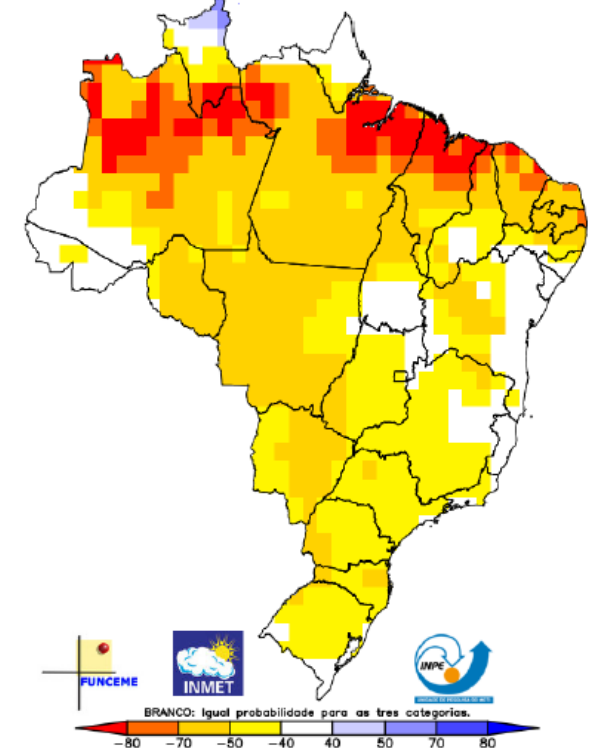 FUNCEME
INMET
INPE
BRANCO: Igual probabilidade para as tres categorias.
-80 -70 -50 -40 40 50 70 80